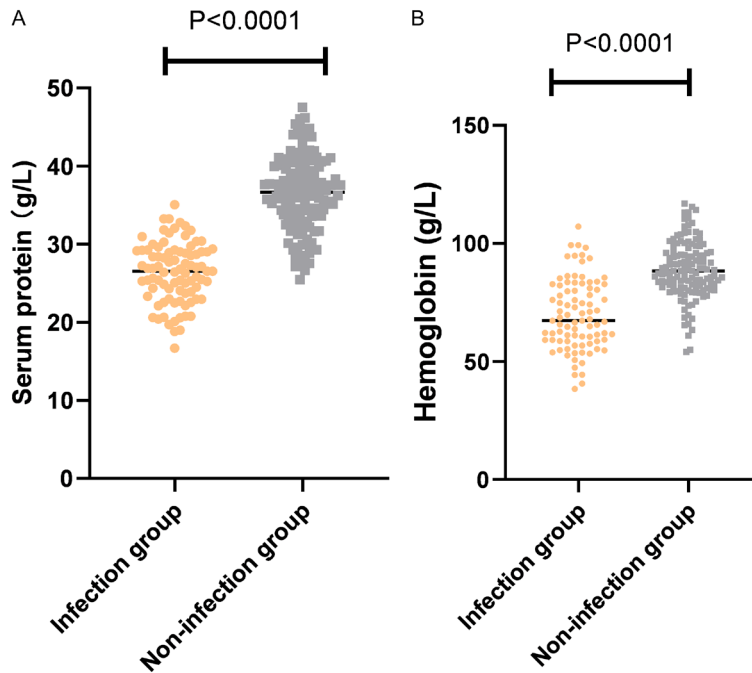 A
P<0.0001
Serum protein（g/L）
50
40
30
20
10
0
Infection group
Non-infection group
B
P<0.0001
Hemoglobin (g/L)
150
100
50
0
Infection group
Non-infection group